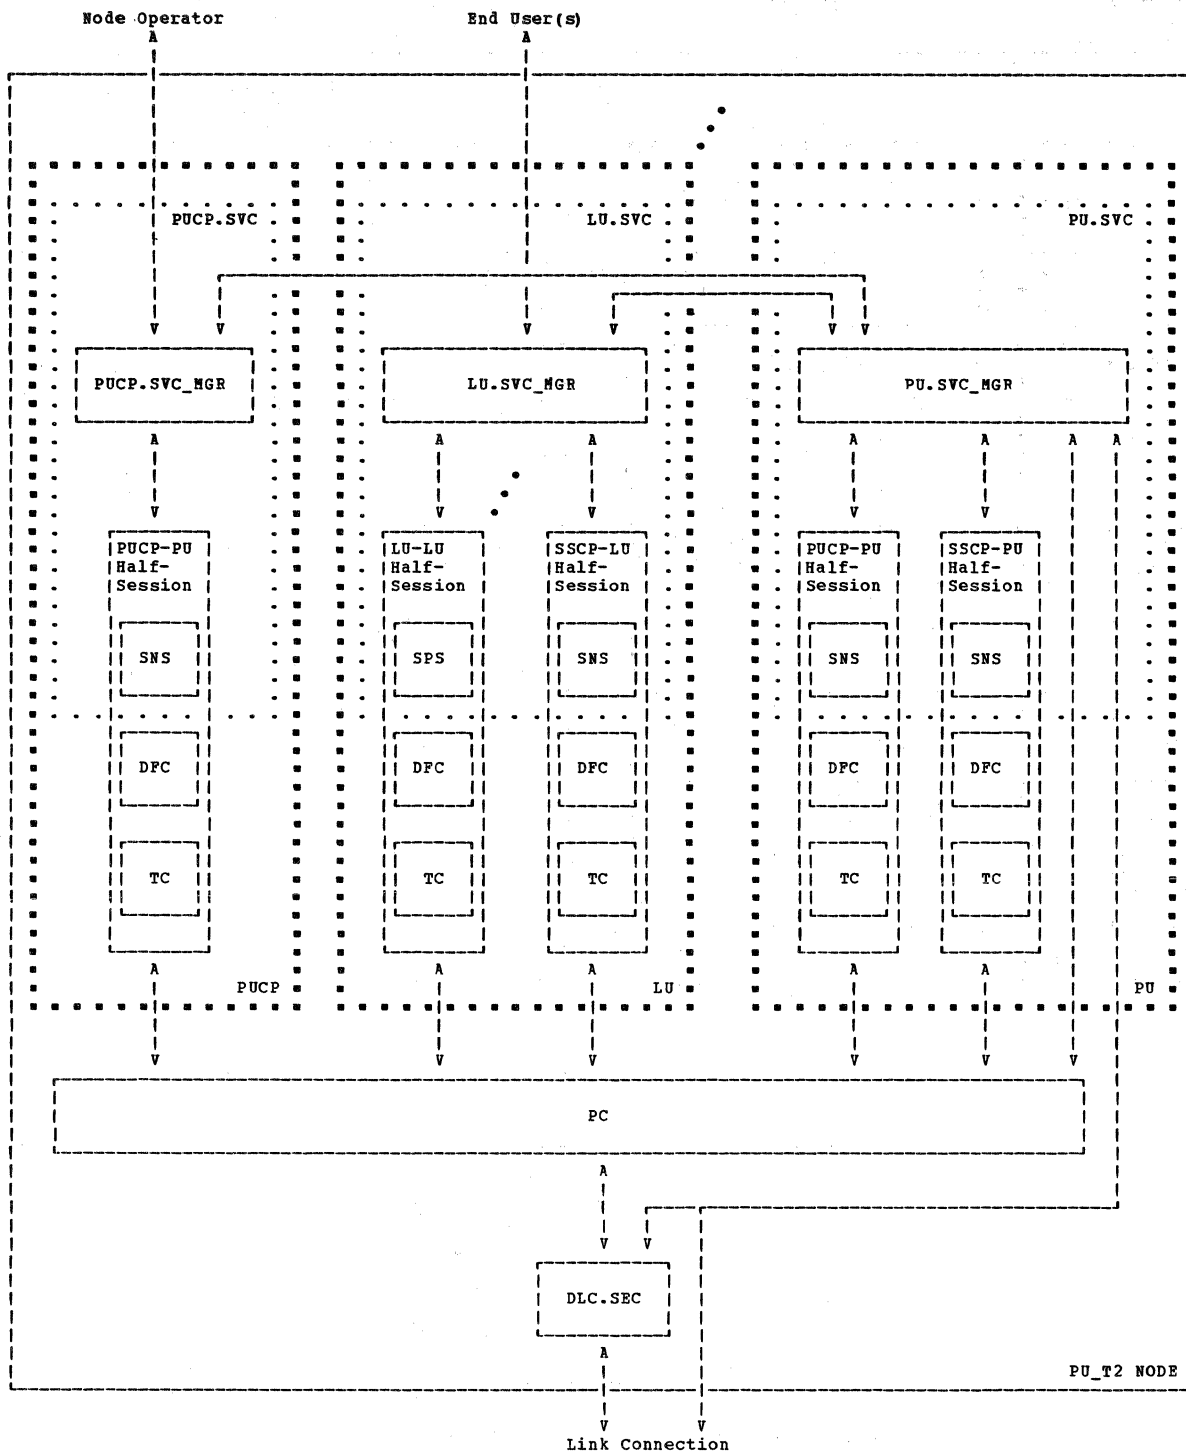 Node Operator
End User(s)
PUCP.SVC
LU.SVC
PU.SVC
PUCP.SVC_MGR
LU.SVC_MGR
PU.SVC_MGR
PUCP-PU
Half-
Session
LU-LU
Half-
Session
SSCP-LU
Half-
Session
PUCP-PU
Half-
Session
SSCP-PU
Half-
Session
SNS
SPS
SNS
SNS
SNS
DFC
DFC
DFC
DFC
DFC
TC
TC
TC
TC
TC
PUCP
LU
PU
PC
DLC.SEC
PU_T2 NODE
Link Connection